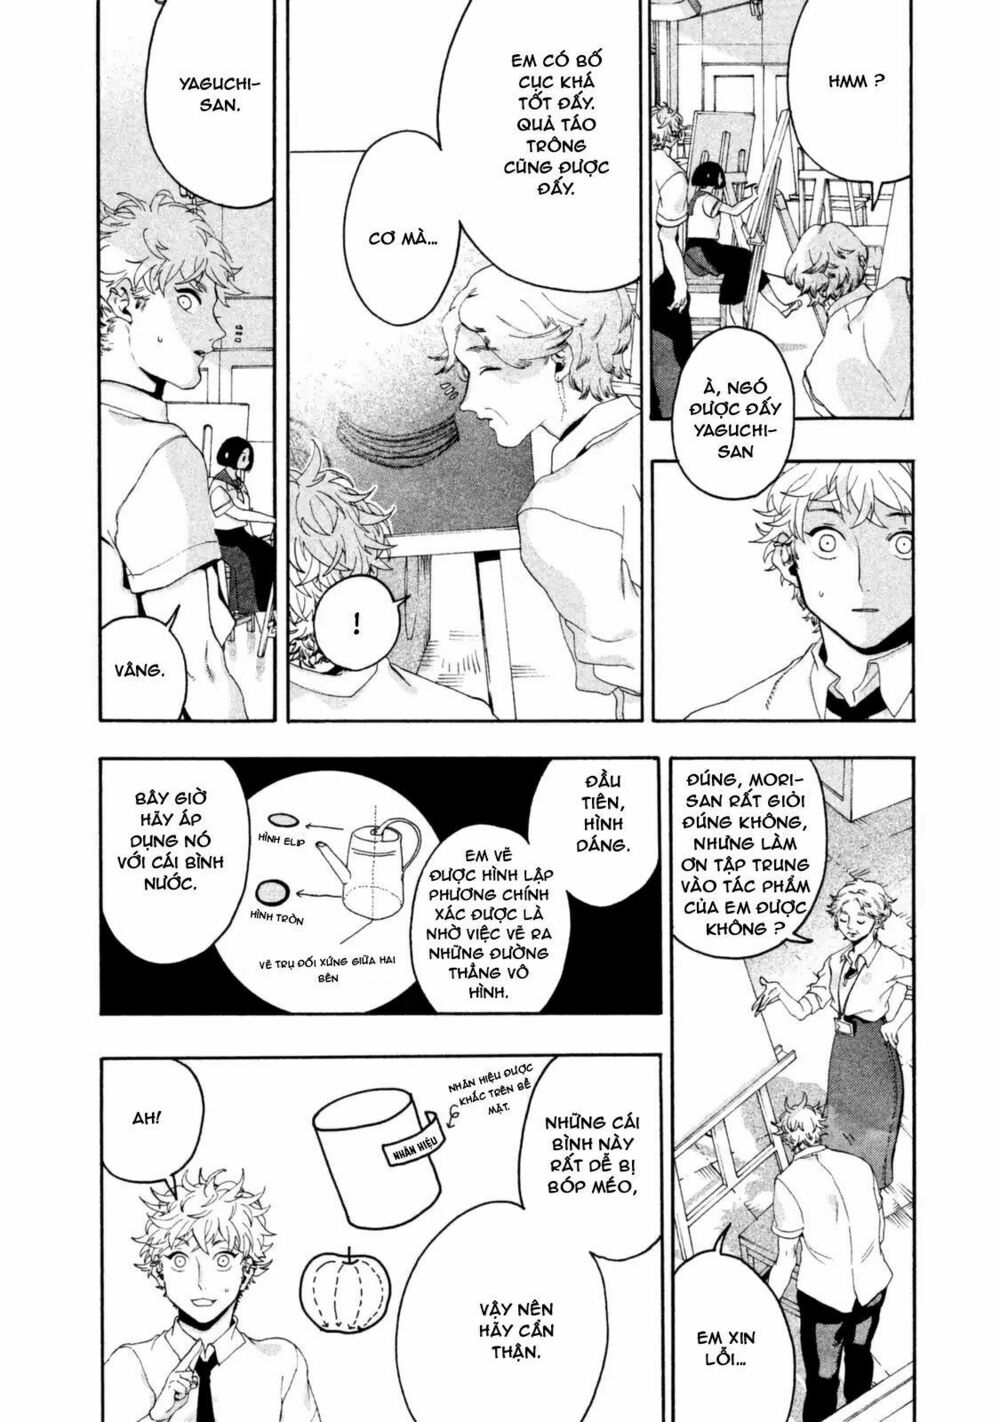 HMM ?
À, NGÓ
ĐƯỢC ĐẤY
YAGUCHI-
SAN
EM CÓ BỐ
CỤC KHÁ
TỐT ĐẤY.
QUẢ TÁO
TRÔNG
CŨNG ĐƯỢC
ĐẤY.
CƠ MÀ...
!
YAGUCHI-
SAN.
VÂNG.
ĐÚNG, MORI-
SAN RẤT GIỎI
ĐÚNG KHÔNG,
NHƯNG LÀM
ƠN TẬP TRUNG
VÀO TÁC PHẨM
CỦA EM ĐƯỢC
KHÔNG ?
EM XIN
LỖI...
ĐẦU
TIÊN,
HÌNH
DÁNG.
EM VẼ
ĐƯỢC HÌNH LẬP
PHƯƠNG CHÍNH
XÁC ĐƯỢC LÀ
NHỜ VIỆC VẼ RA
NHỮNG ĐƯỜNG
THẲNG VÔ
HÌNH.
HÌNH ELIP
HÌNH TRÒN
VẼ TRỤ ĐỐI XỨNG GIỮA HAI
BÊN
BÂY GIỜ
HÃY ÁP
DỤNG NÓ
VỚI CÁI BÌNH
NƯỚC.
NHỮNG CÁI
BÌNH NÀY
RẤT DỄ BỊ
BÓP MÉO,
VẬY NÊN
HÃY CẨN
THẬN.
NHÃN HIỆU ĐƯỢC
KHẮC TRÊN BỀ
MẶT.
NHÃN HIỆU
AH!